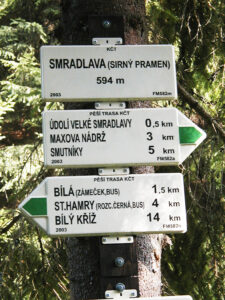 KČT
SMRADLAVA (SIRNÝ PRAMEN)
594 m
2003 FM582m
PĚŠÍ TRASA KČT
ÚDOLÍ VELKÉ SMRADLAVY 0,5 km
MAXOVA NÁDRŽ 3 km
SMUTNÍKY 5 km
2003 FM582a
PĚŠÍ TRASA KČT
BÍLÁ (ZÁMEČEK,BUS) 1,5 km
ST.HAMRY (ROZC.ČERNÁ,BUS) 4 km
BÍLÝ KŘÍŽ 14 km
2003